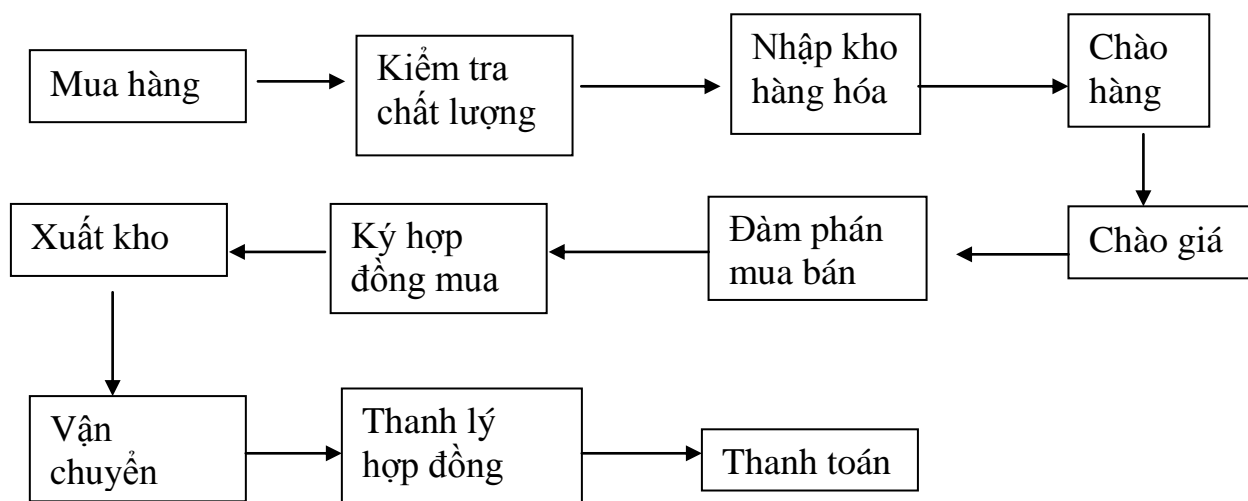 Mua hàng
Kiểm tra
chất lượng
Nhập kho
hàng hóa
Chào
hàng
Chào giá
Đàm phán
mua bán
Ký hợp
đồng mua
Xuất kho
Vận
chuyển
Thanh lý
hợp đồng
Thanh toán